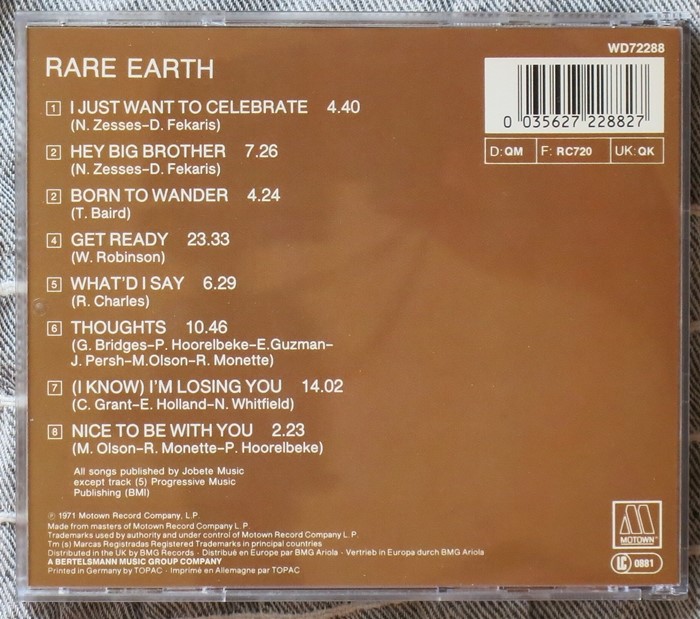 WD72288
RARE EARTH
0 035627 228827
D: QM F: RC720 UK: QK
1 I JUST WANT TO CELEBRATE 4.40
(N. Zesses–D. Fekaris)
2 HEY BIG BROTHER 7.26
(N. Zesses–D. Fekaris)
2 BORN TO WANDER 4.24
(T. Baird)
4 GET READY 23.33
(W. Robinson)
5 WHAT'D I SAY 6.29
(R. Charles)
6 THOUGHTS 10.46
(G. Bridges–P. Hoorelbeke–E.Guzman–
J. Persh–M.Olson–R. Monette)
7 (I KNOW) I'M LOSING YOU 14.02
(C. Grant–E. Holland–N. Whitfield)
8 NICE TO BE WITH YOU 2.23
(M. Olson–R. Monette–P. Hoorelbeke)
All songs published by Jobete Music
except track (5) Progressive Music
Publishing (BMI)
℗ 1971 Motown Record Company, L.P.
Made from masters of Motown Record Company L.P.
Trademarks used by authority and under control of Motown Record Company L.P.
Tm (s) Marcas Registradas Registered Trademarks in principal countries
Distributed in the UK by BMG Records · Distribué en Europe par BMG Ariola · Vertrieb in Europa durch BMG Ariola
A BERTELSMANN MUSIC GROUP COMPANY
Printed in Germany by TOPAC · Imprimé en Allemagne par TOPAC
M
MOTOWN®
LC 0881